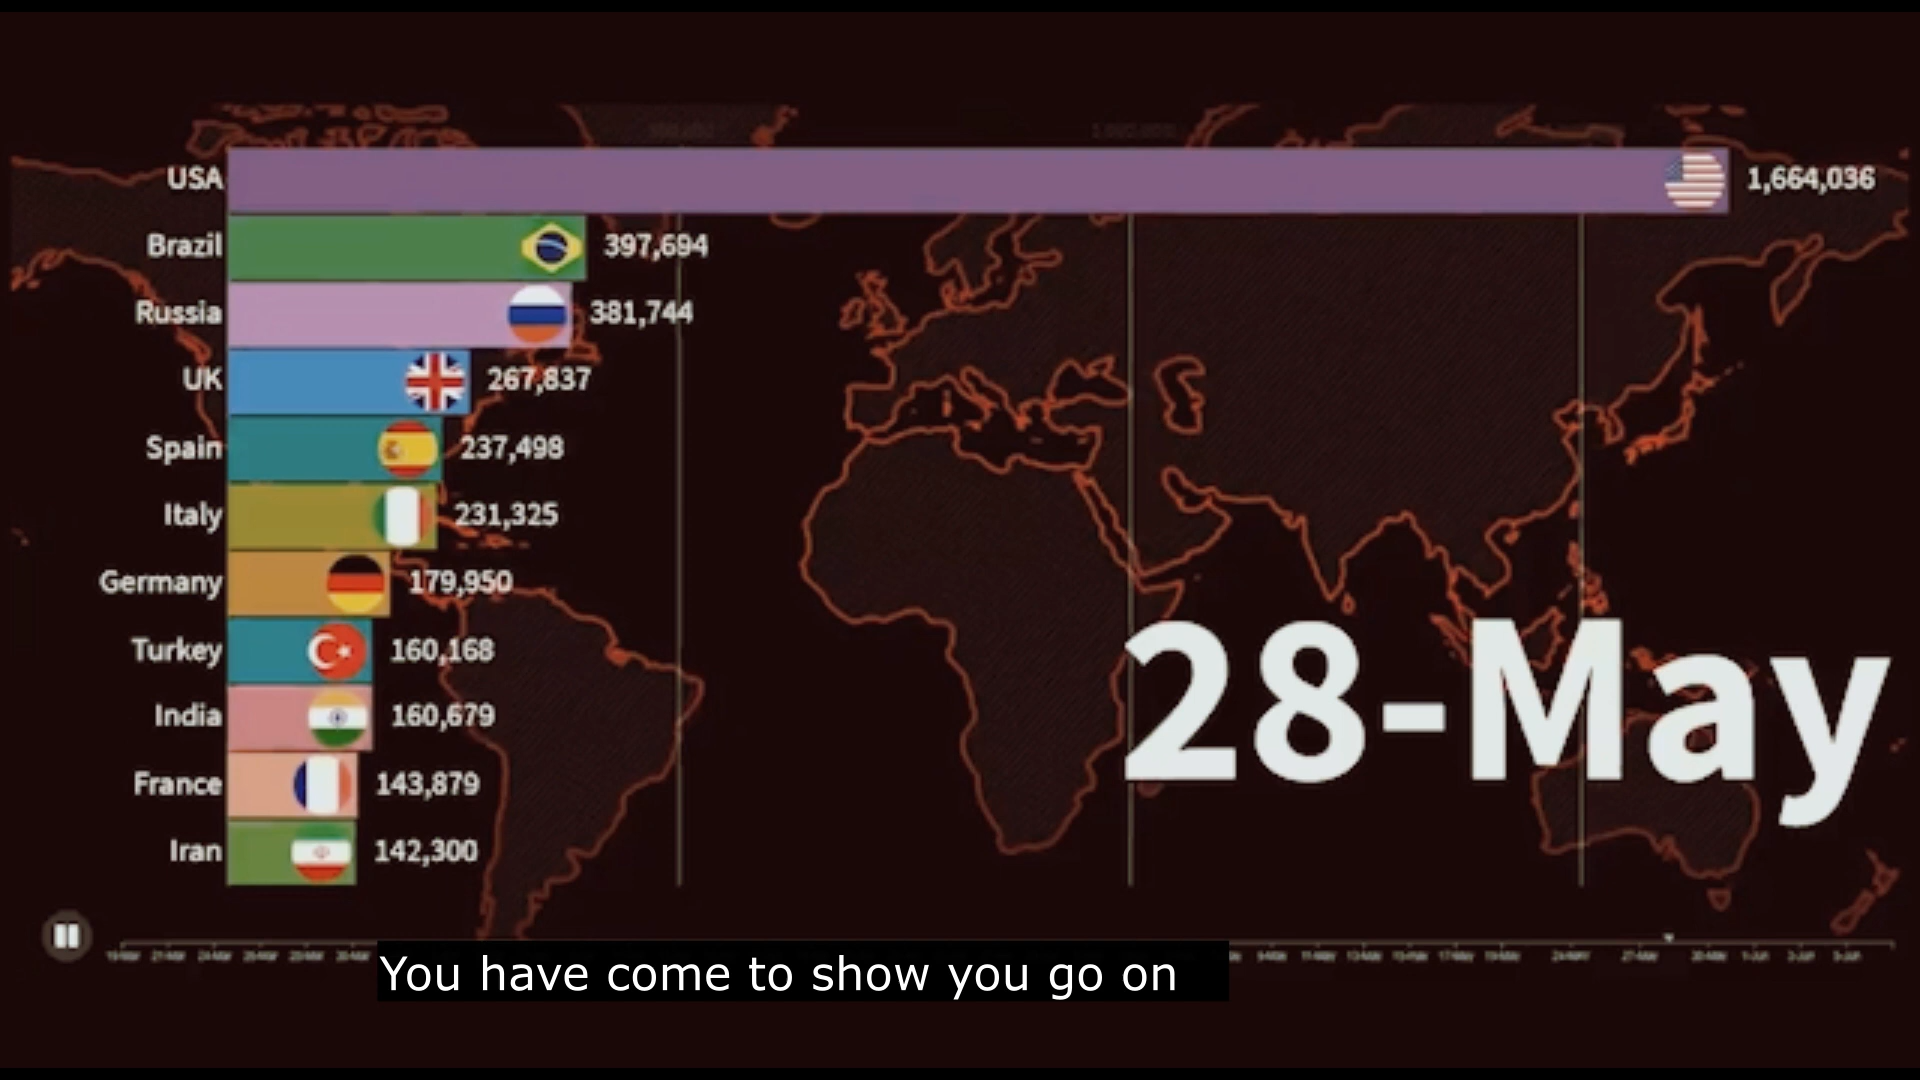 USA 1,664,036
Brazil 397,694
Russia 381,744
UK 267,837
Spain 237,498
Italy 231,325
Germany 179,950
Turkey 160,168
India 160,679
France 143,879
Iran 142,300
28-May
You have come to show you go on